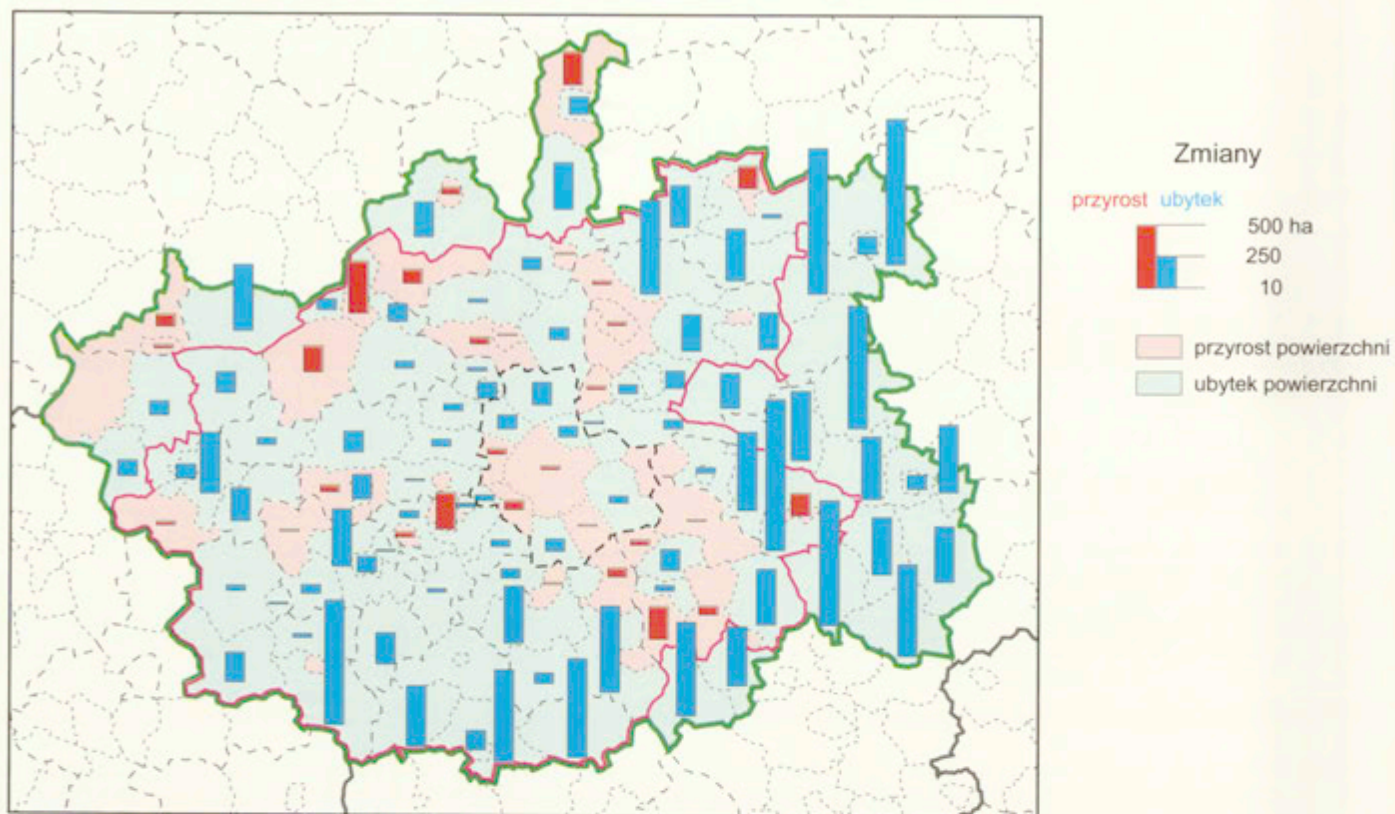 Zmiany
przyrost ubytek
500 ha
250
10
przyrost powierzchni
ubytek powierzchni